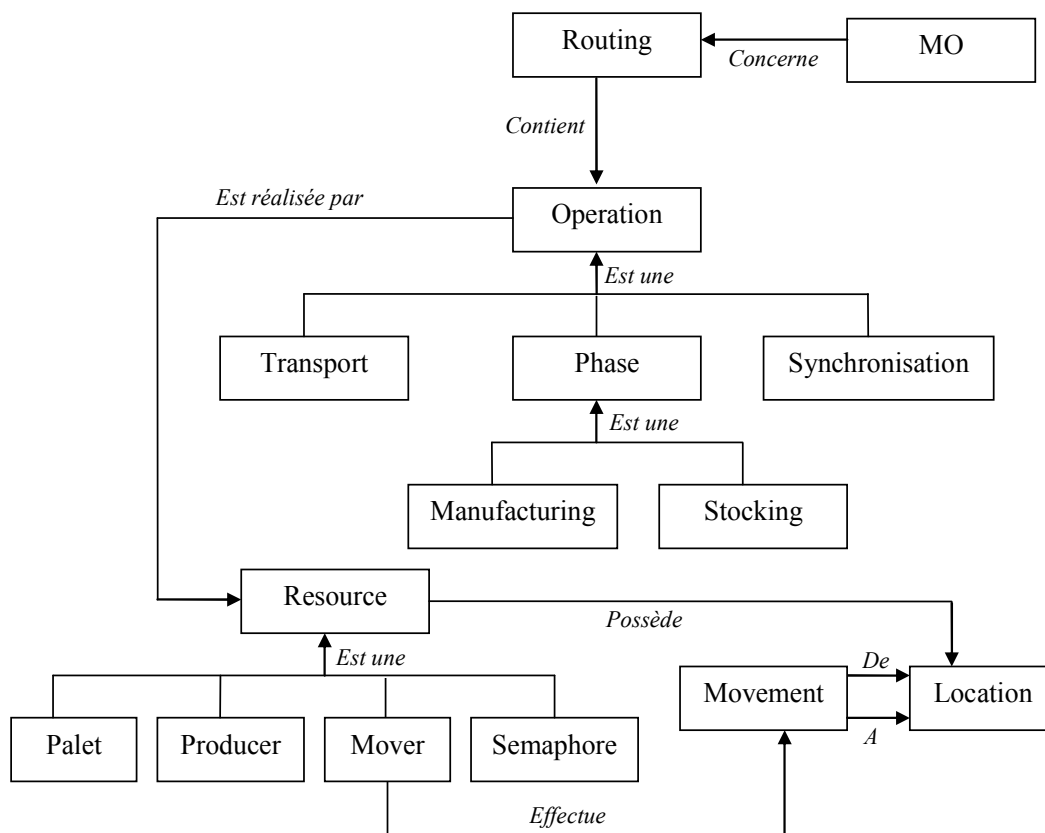 Routing
MO
Concerne
Contient
Est réalisée par
Operation
Est une
Transport
Phase
Synchronisation
Est une
Manufacturing
Stocking
Resource
Possède
Est une
De
Movement
Location
Palet
Producer
Mover
Semaphore
A
Effectue